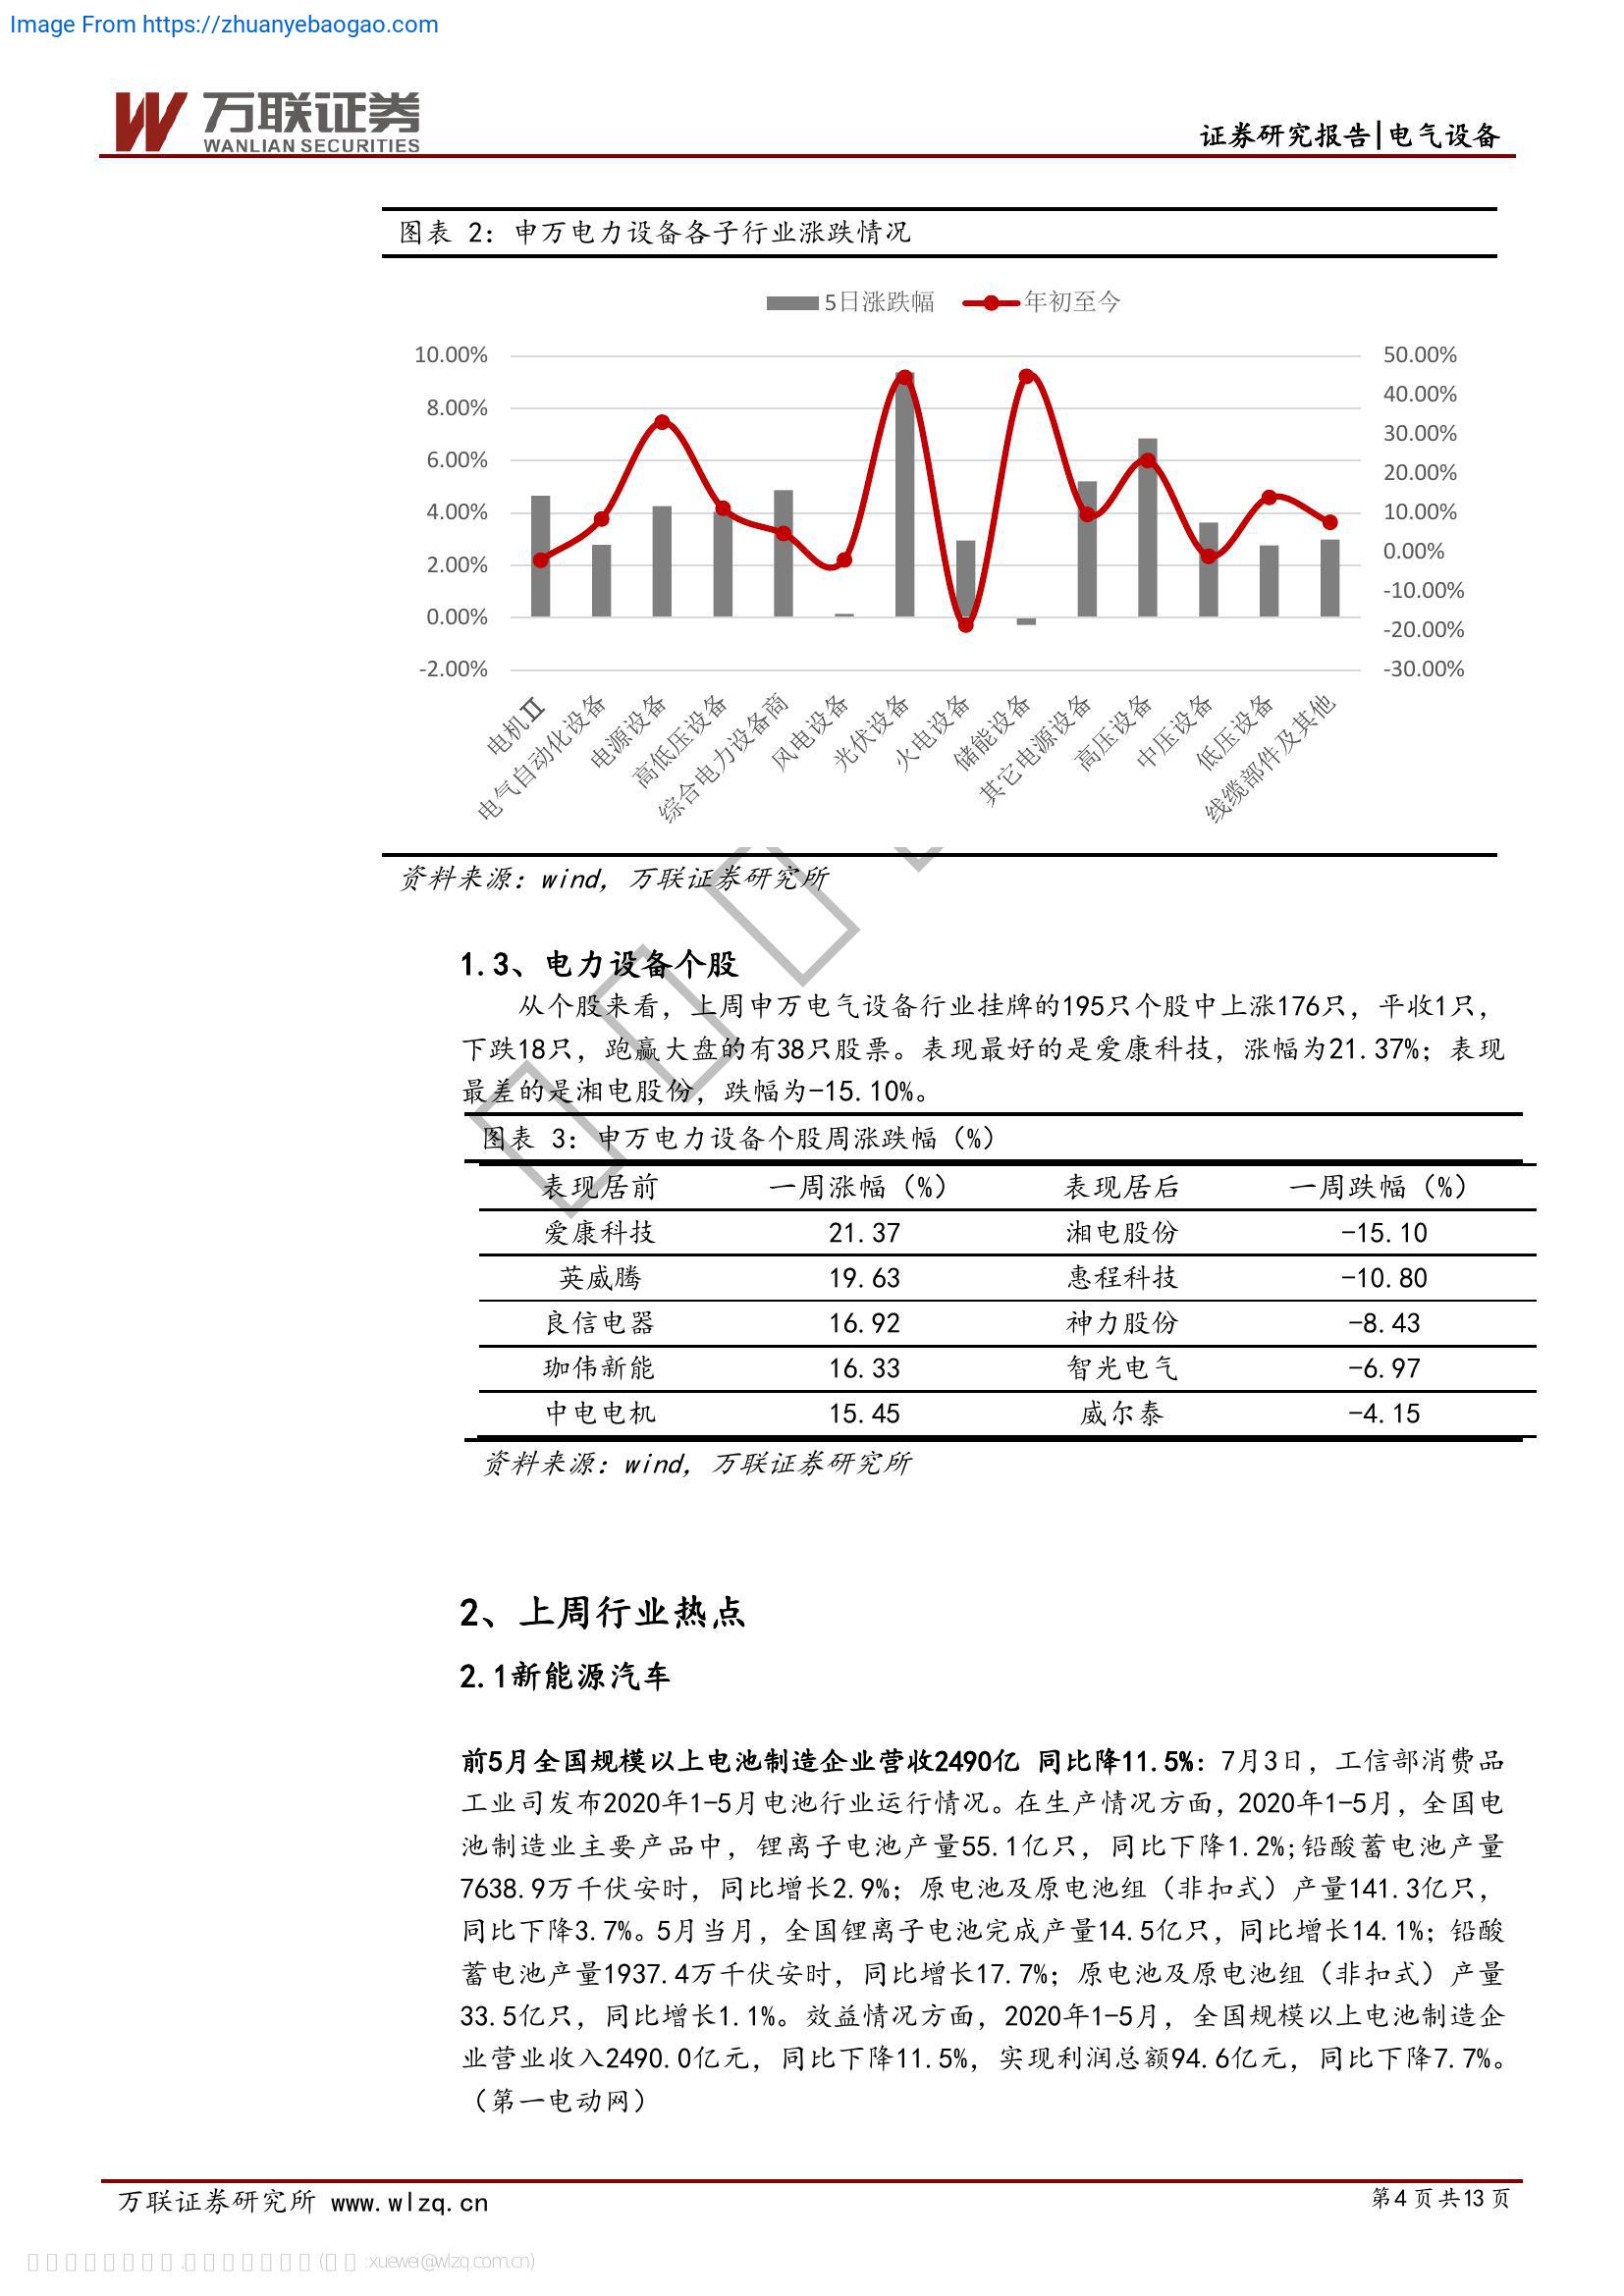 Image From https://zhuanyebaogao.com
万联证券
WANLIAN SECURITIES
证券研究报告|电气设备
图表 2：申万电力设备各子行业涨跌情况
5日涨跌幅 年初至今
10.00%
8.00%
6.00%
4.00%
2.00%
0.00%
-2.00%
50.00%
40.00%
30.00%
20.00%
10.00%
0.00%
-10.00%
-20.00%
-30.00%
电机Ⅱ
电气自动化设备
电源设备
高低压设备
综合电力设备商
风电设备
光伏设备
火电设备
储能设备
其它电源设备
高压设备
中压设备
低压设备
线缆部件及其他
资料来源：wind，万联证券研究所
1.3、电力设备个股
从个股来看，上周申万电气设备行业挂牌的195只个股中上涨176只，平收1只，
下跌18只，跑赢大盘的有38只股票。表现最好的是爱康科技，涨幅为21.37%；表现
最差的是湘电股份，跌幅为-15.10%。
图表 3：申万电力设备个股周涨跌幅（%）
表现居前 一周涨幅（%） 表现居后 一周跌幅（%）
爱康科技 21.37 湘电股份 -15.10
英威腾 19.63 惠程科技 -10.80
良信电器 16.92 神力股份 -8.43
珈伟新能 16.33 智光电气 -6.97
中电电机 15.45 威尔泰 -4.15
资料来源：wind，万联证券研究所
2、上周行业热点
2.1新能源汽车
前5月全国规模以上电池制造企业营收2490亿 同比降11.5%：7月3日，工信部消费品
工业司发布2020年1-5月电池行业运行情况。在生产情况方面，2020年1-5月，全国电
池制造业主要产品中，锂离子电池产量55.1亿只，同比下降1.2%;铅酸蓄电池产量
7638.9万千伏安时，同比增长2.9%；原电池及原电池组（非扣式）产量141.3亿只，
同比下降3.7%。5月当月，全国锂离子电池完成产量14.5亿只，同比增长14.1%；铅酸
蓄电池产量1937.4万千伏安时，同比增长17.7%；原电池及原电池组（非扣式）产量
33.5亿只，同比增长1.1%。效益情况方面，2020年1-5月，全国规模以上电池制造企
业营业收入2490.0亿元，同比下降11.5%，实现利润总额94.6亿元，同比下降7.7%。
（第一电动网）
万联证券研究所 www.wlzq.cn
第4页共13页
xuewei@wlzq.com.cn)